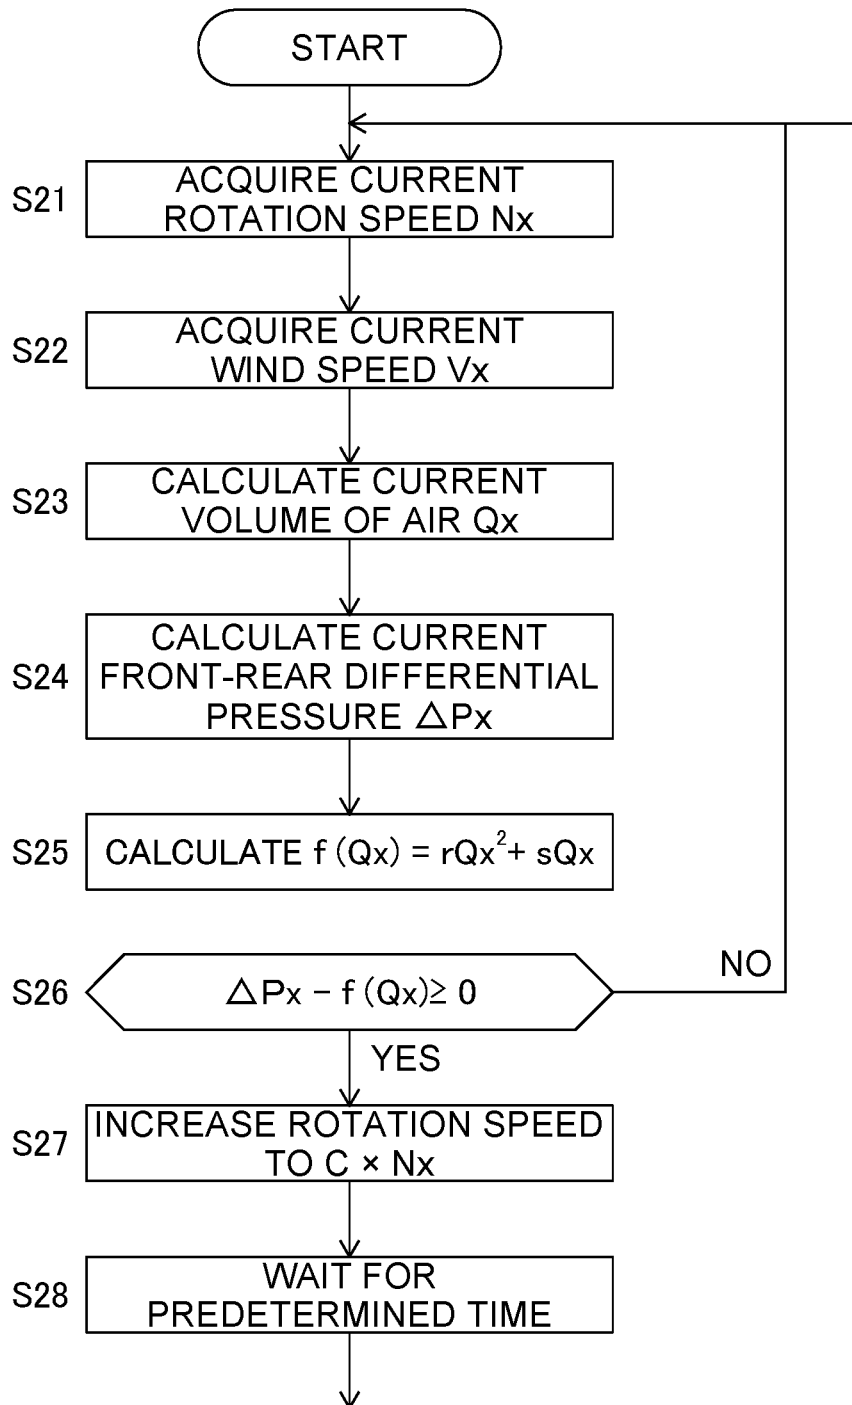 START
S21
ACQUIRE CURRENT
ROTATION SPEED Nx
S22
ACQUIRE CURRENT
WIND SPEED Vx
S23
CALCULATE CURRENT
VOLUME OF AIR Qx
S24
CALCULATE CURRENT
FRONT-REAR DIFFERENTIAL
PRESSURE △Px
S25
CALCULATE f (Qx) = rQx²+ sQx
S26
△Px − f (Qx)≥ 0
NO
YES
S27
INCREASE ROTATION SPEED
TO C × Nx
S28
WAIT FOR
PREDETERMINED TIME